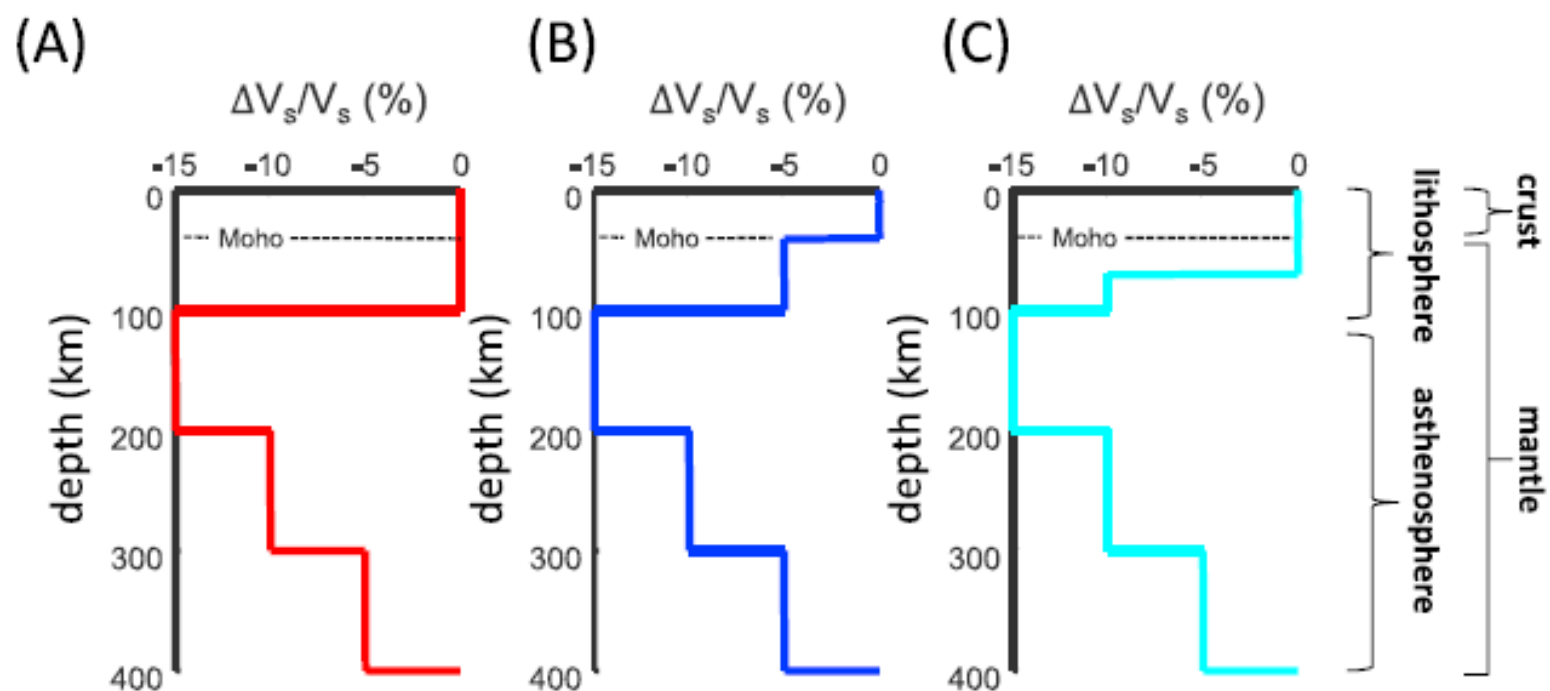 (A)
ΔVs/Vs (%)
-15 -10 -5 0
0
Moho
100
200
300
400
depth (km)
(B)
ΔVs/Vs (%)
-15 -10 -5 0
0
Moho
100
200
300
400
depth (km)
(C)
ΔVs/Vs (%)
-15 -10 -5 0
0
Moho
100
200
300
400
depth (km)
lithosphere
asthenosphere
crust
mantle